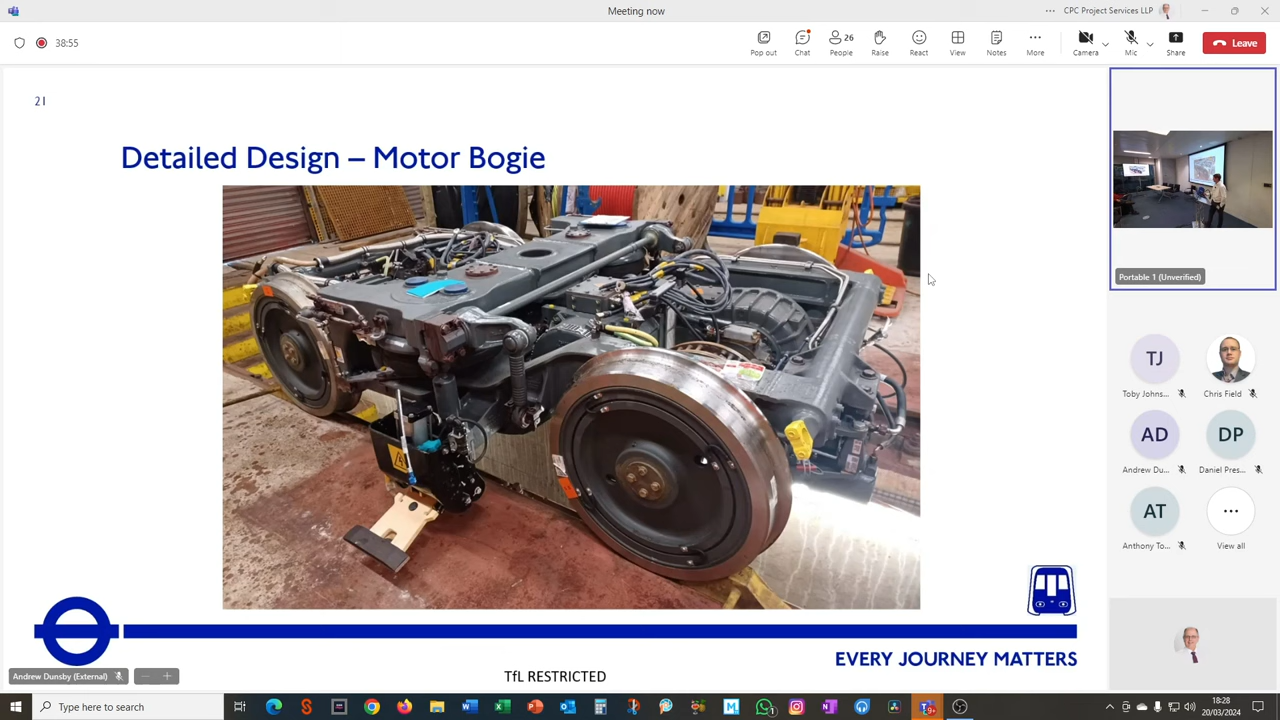 Meeting now
CPC Project Services LLP
38:55
Pop out
Chat
26
People
Raise
React
View
Notes
More
Camera
Mic
Share
Leave
21
Detailed Design – Motor Bogie
Portable 1 (Unverified)
TJ
Toby Johns...
Chris Field
AD
Andrew Du...
DP
Daniel Pres...
AT
Anthony To...
View all
EVERY JOURNEY MATTERS
Andrew Dunsby (External)
TfL RESTRICTED
Type here to search
18:28
20/03/2024